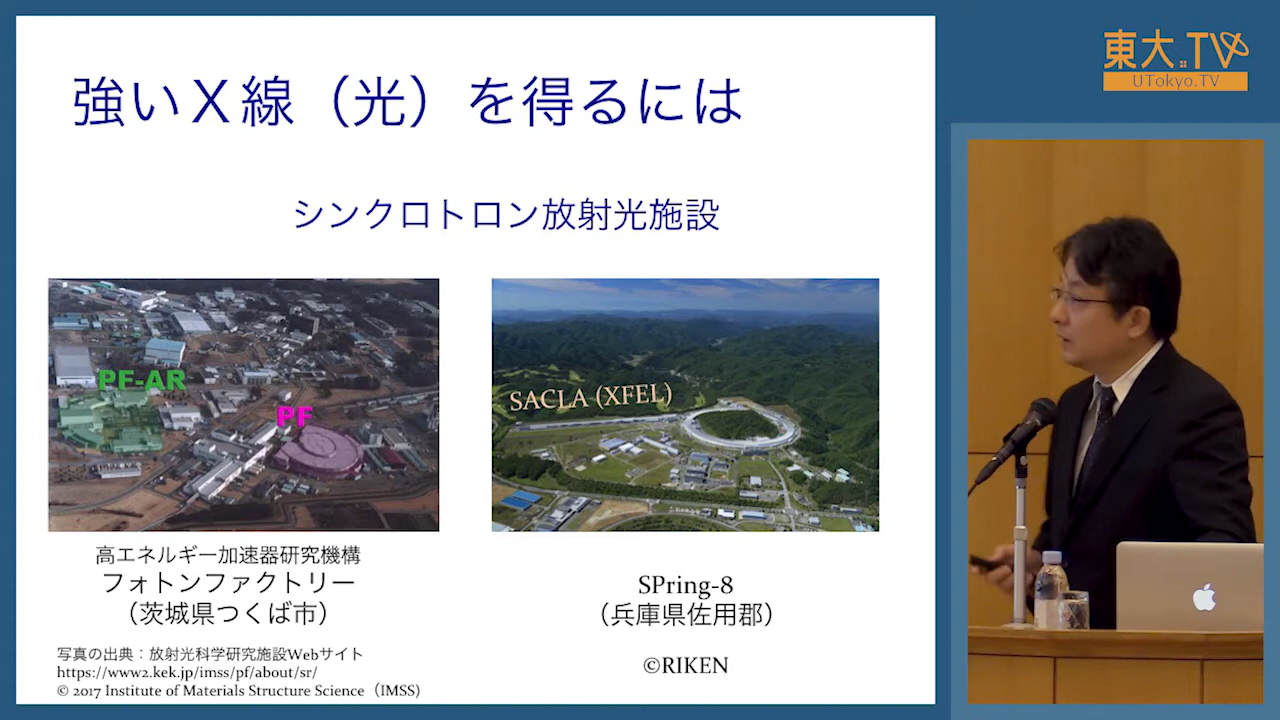 強いX線（光）を得るには
東大.TV
UTokyo.TV
シンクロトロン放射光施設
PF-AR
PF
SACLA (XFEL)
高エネルギー加速器研究機構
フォトンファクトリー
（茨城県つくば市）
SPring-8
（兵庫県佐用郡）
©RIKEN
写真の出典：放射光科学研究施設Webサイト
https://www2.kek.jp/imss/pf/about/sr/
© 2017 Institute of Materials Structure Science（IMSS)